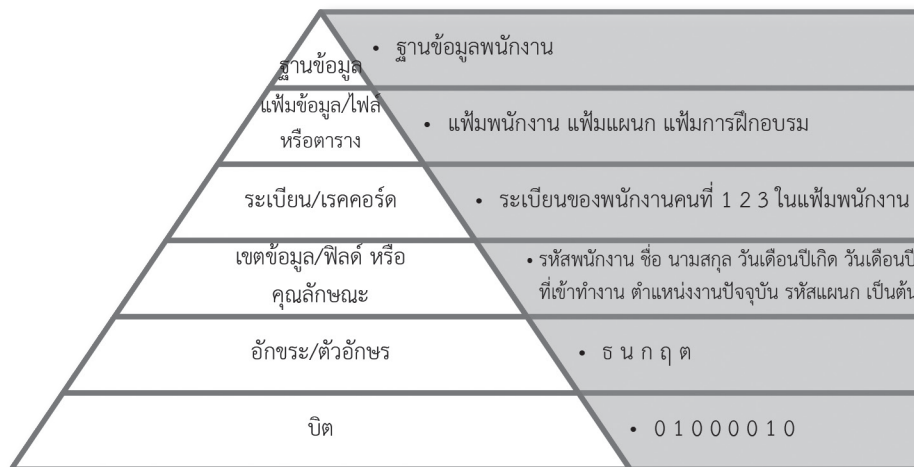 ฐานข้อมูล
• ฐานข้อมูลพนักงาน
แฟ้มข้อมูล/ไฟล์
หรือตาราง
• แฟ้มพนักงาน แฟ้มแผนก แฟ้มการฝึกอบรม
ระเบียน/เรคคอร์ด
• ระเบียนของพนักงานคนที่ 1 2 3 ในแฟ้มพนักงาน
เขตข้อมูล/ฟิลด์ หรือ
คุณลักษณะ
• รหัสพนักงาน ชื่อ นามสกุล วันเดือนปีเกิด วันเดือนปี
ที่เข้าทำงาน ตำแหน่งงานปัจจุบัน รหัสแผนก เป็นต้น
อักขระ/ตัวอักษร
• ธ น ก ฤ ต
บิต
• 0 1 0 0 0 0 1 0